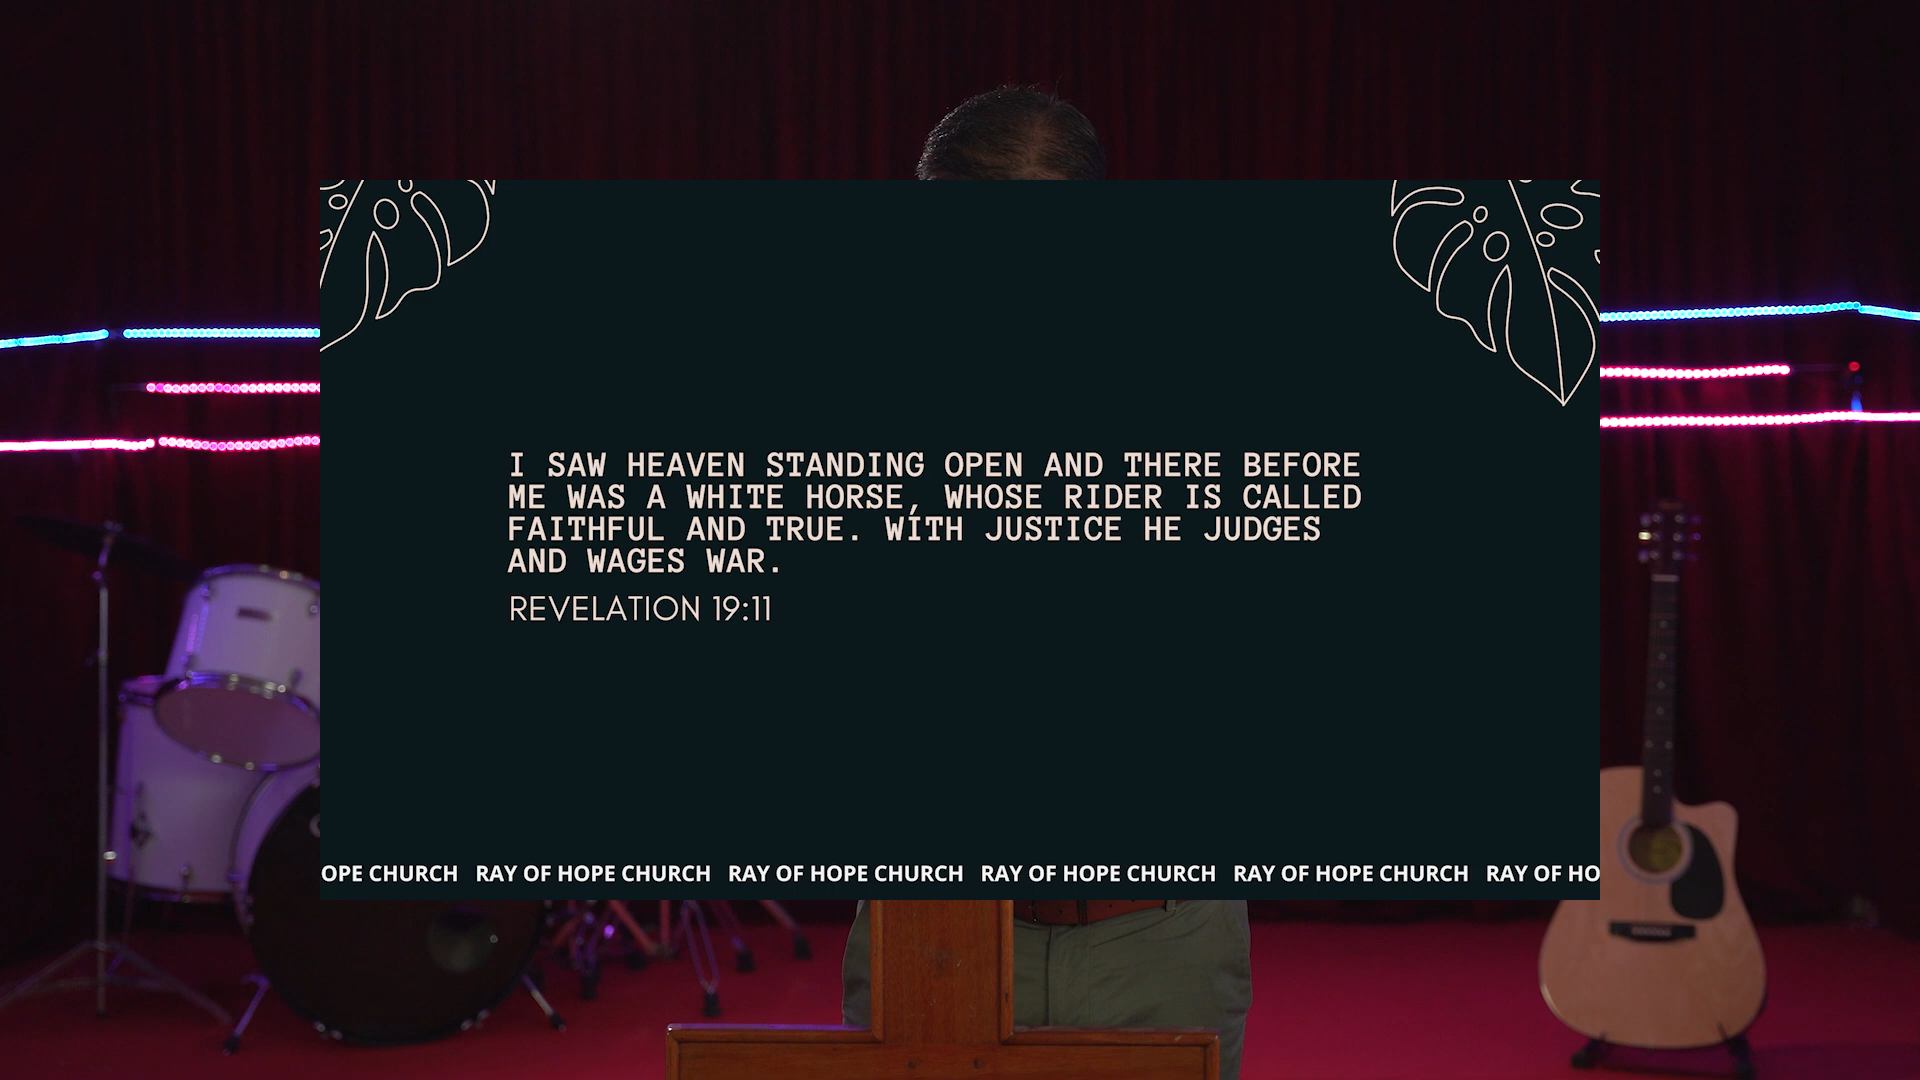 I SAW HEAVEN STANDING OPEN AND THERE BEFORE
ME WAS A WHITE HORSE, WHOSE RIDER IS CALLED
FAITHFUL AND TRUE. WITH JUSTICE HE JUDGES
AND WAGES WAR.
REVELATION 19:11
OPE CHURCH RAY OF HOPE CHURCH RAY OF HOPE CHURCH RAY OF HOPE CHURCH RAY OF HOPE CHURCH RAY OF HO